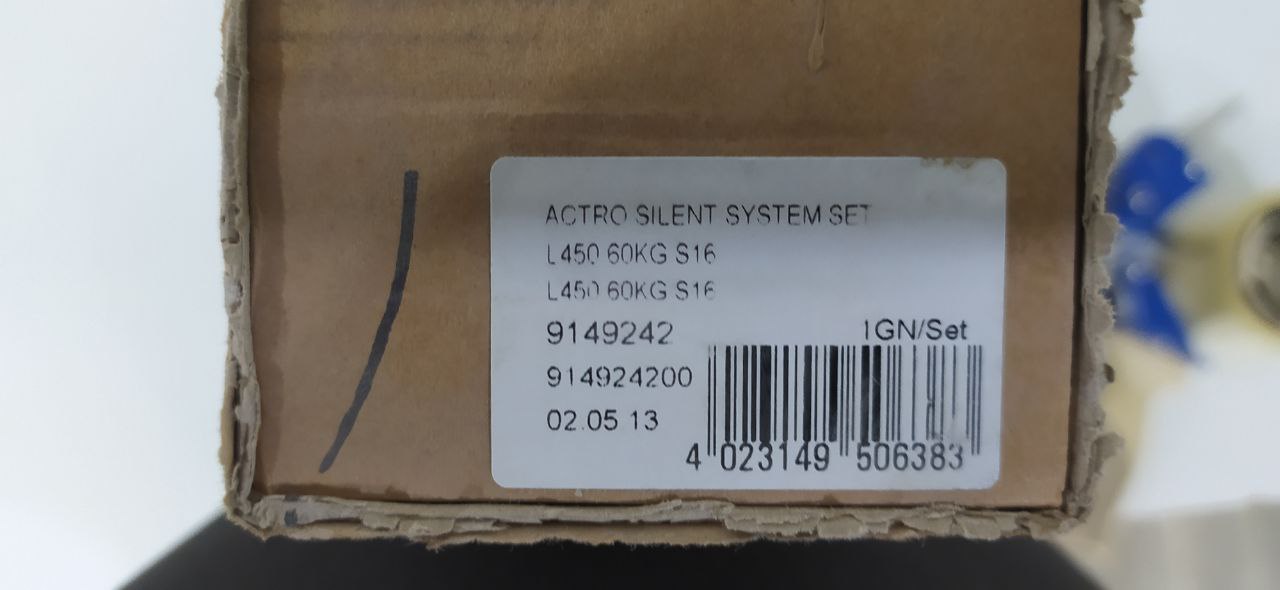 ACTRO SILENT SYSTEM SET
L450 60KG S16
L450 60KG S16
9149242
1GN/Set
914924200
02.05 13
4 023149 506383